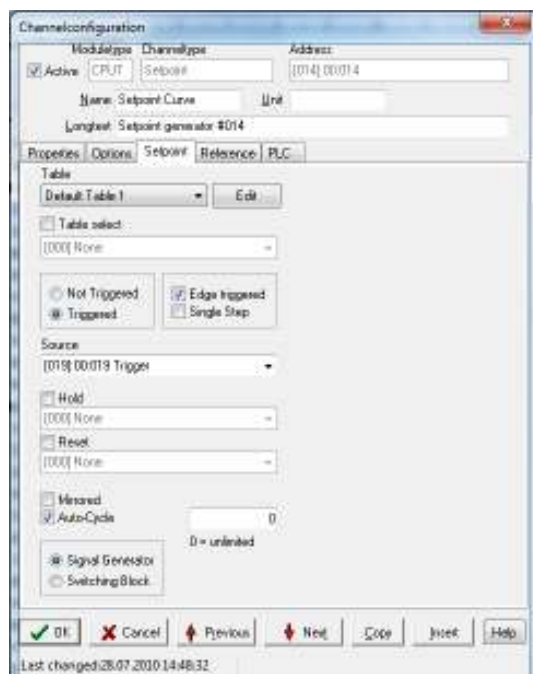 Channelconfiguration
Moduletype Channeltype Address
Active CPUT Setpoint [014] 00:014
Name Setpoint Curve Unit
Longtext Setpoint generator #014
Properties Options Setpoint Reference PLC
Table
Default Table 1 Edit
Table select
[000] None
Not Triggered Edge triggered
Triggered Single Step
Source
[019] 00:019 Trigger
Hold
[000] None
Reset
[000] None
Mirrored
Auto-Cycle 0
0 = unlimited
Signal Generator
Switching Block
OK Cancel Previous Next Copy Insert Help
Last changed:28.07.2010 14:48:32